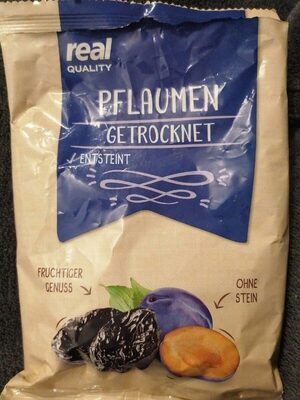 real
QUALITY
PFLAUMEN
GETROCKNET
✓ ENTSTEINT
FRUCHTIGER
GENUSS
OHNE
STEIN